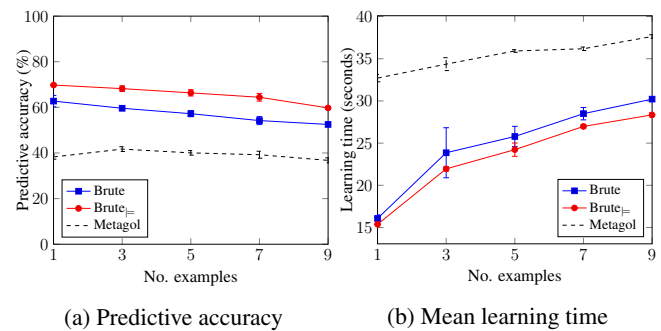 Predictive accuracy (%)
100
80
60
40
20
0
Brute
Brute⊨
Metagol
1 3 5 7 9
No. examples
(a) Predictive accuracy
Learning time (seconds)
40
35
30
25
20
15
Brute
Brute⊨
Metagol
1 3 5 7 9
No. examples
(b) Mean learning time